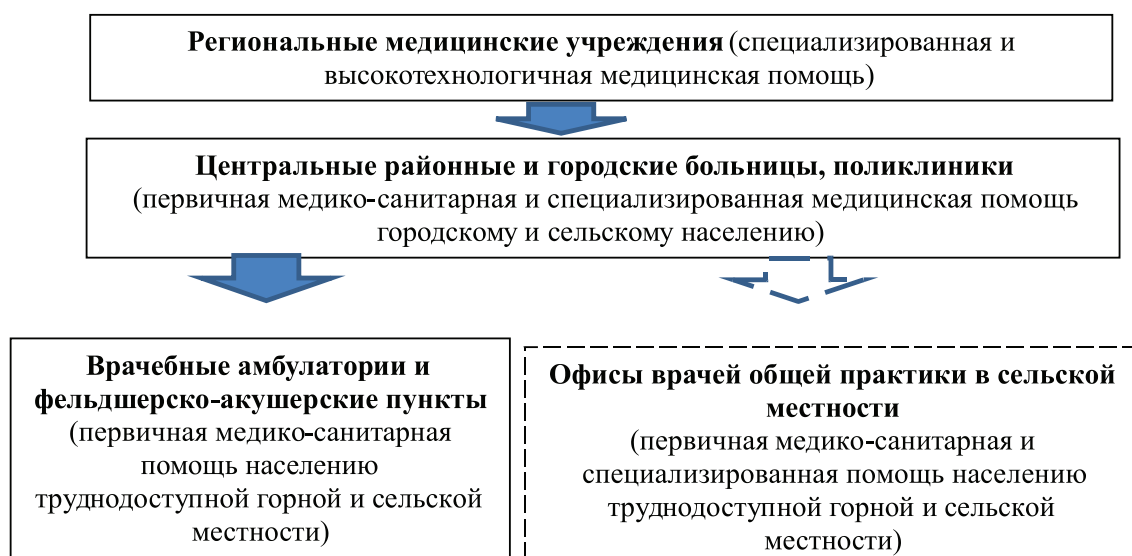 Региональные медицинские учреждения (специализированная и
высокотехнологичная медицинская помощь)
Центральные районные и городские больницы, поликлиники
(первичная медико-санитарная и специализированная медицинская помощь
городскому и сельскому населению)
Врачебные амбулатории и
фельдшерско-акушерские пункты
(первичная медико-санитарная
помощь населению
труднодоступной горной и сельской
местности)
Офисы врачей общей практики в сельской
местности
(первичная медико-санитарная и
специализированная помощь населению
труднодоступной горной и сельской
местности)